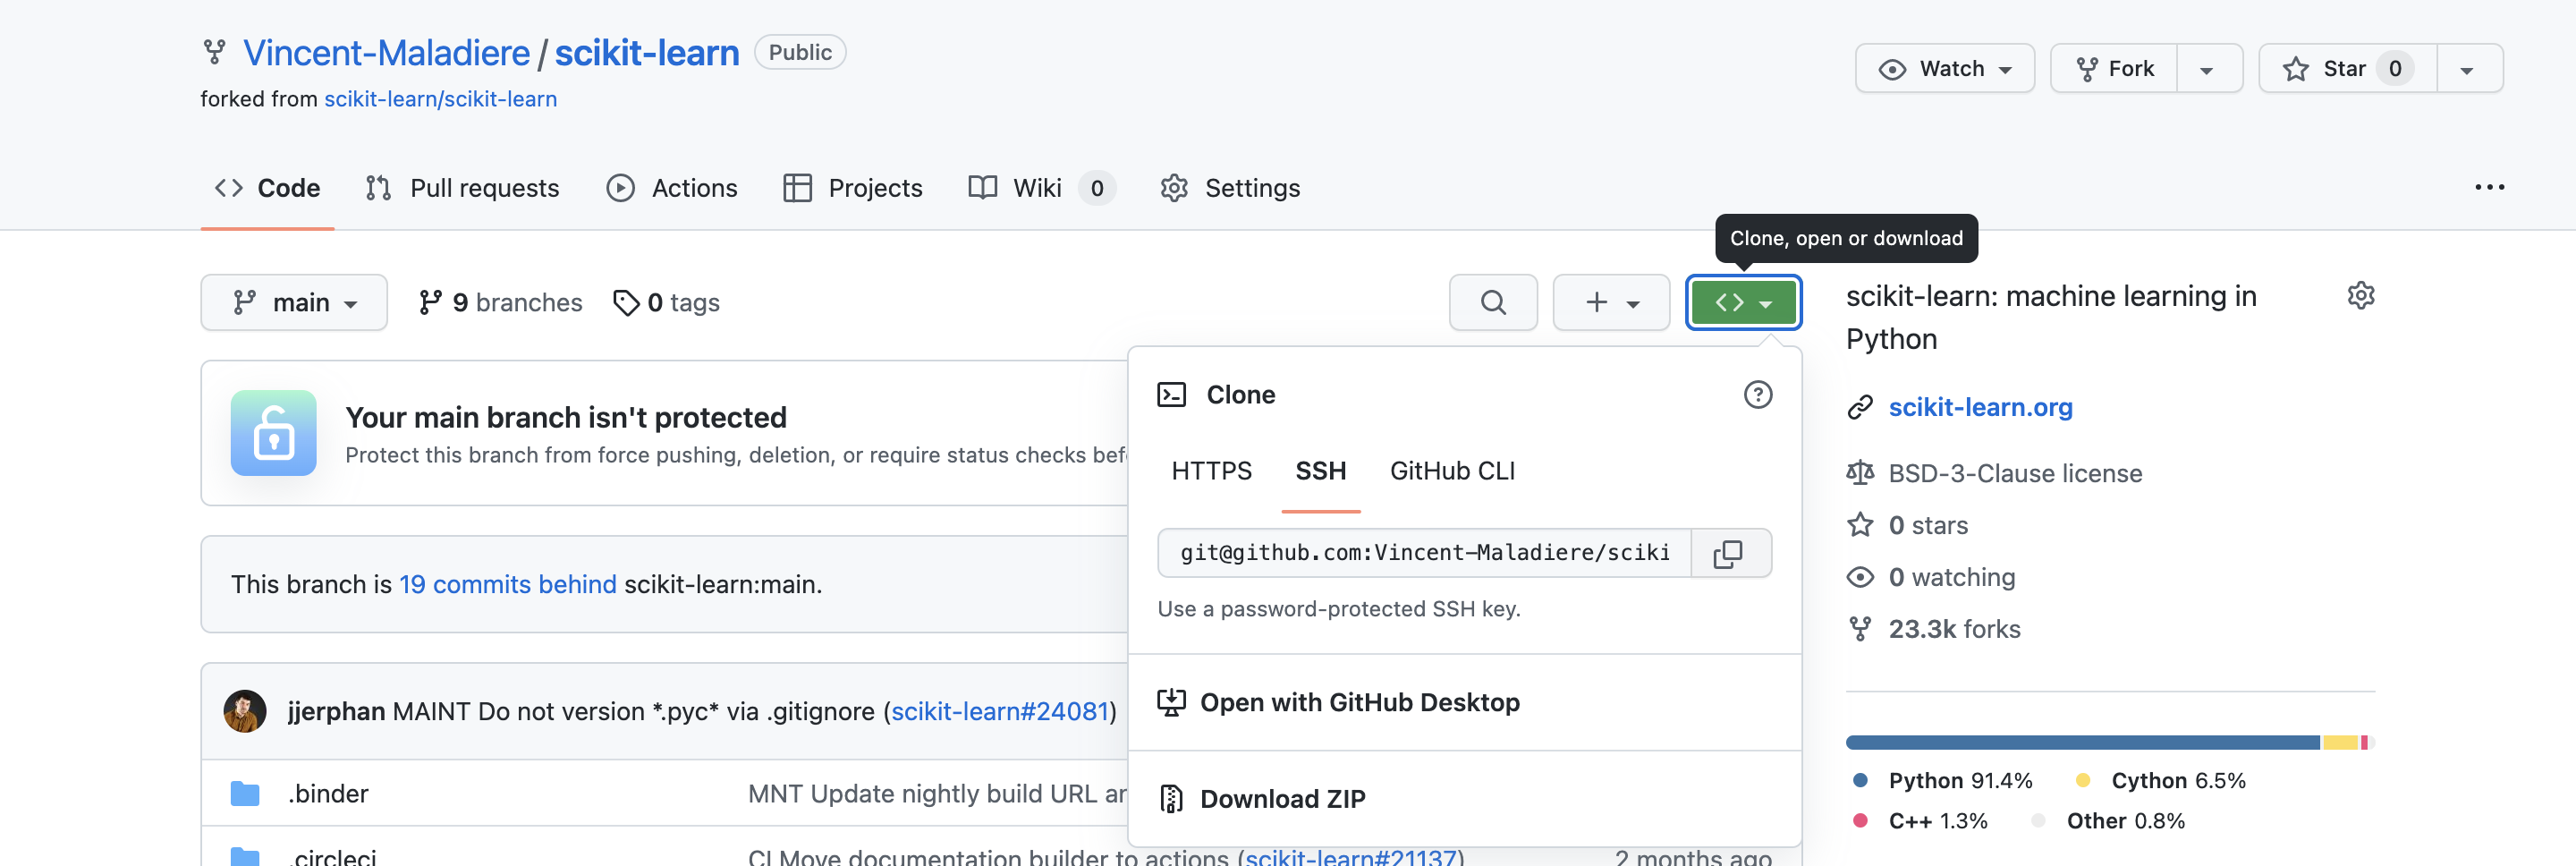 Vincent-Maladiere / scikit-learn Public
Watch Fork Star 0
forked from scikit-learn/scikit-learn
Code Pull requests Actions Projects Wiki 0 Settings
Clone, open or download
main 9 branches 0 tags
Your main branch isn't protected
Protect this branch from force pushing, deletion, or require status checks
This branch is 19 commits behind scikit-learn:main.
jjerphan MAINT Do not version *.pyc* via .gitignore (scikit-learn#24081)
.binder MNT Update nightly build URL
.circleci CI Move documentation builder to actions (scikit-learn#21137) 2 months ago
Clone
HTTPS SSH GitHub CLI
git@github.com:Vincent-Maladiere/sciki
Use a password-protected SSH key.
Open with GitHub Desktop
Download ZIP
scikit-learn: machine learning in
Python
scikit-learn.org
BSD-3-Clause license
0 stars
0 watching
23.3k forks
Python 91.4% Cython 6.5%
C++ 1.3% Other 0.8%